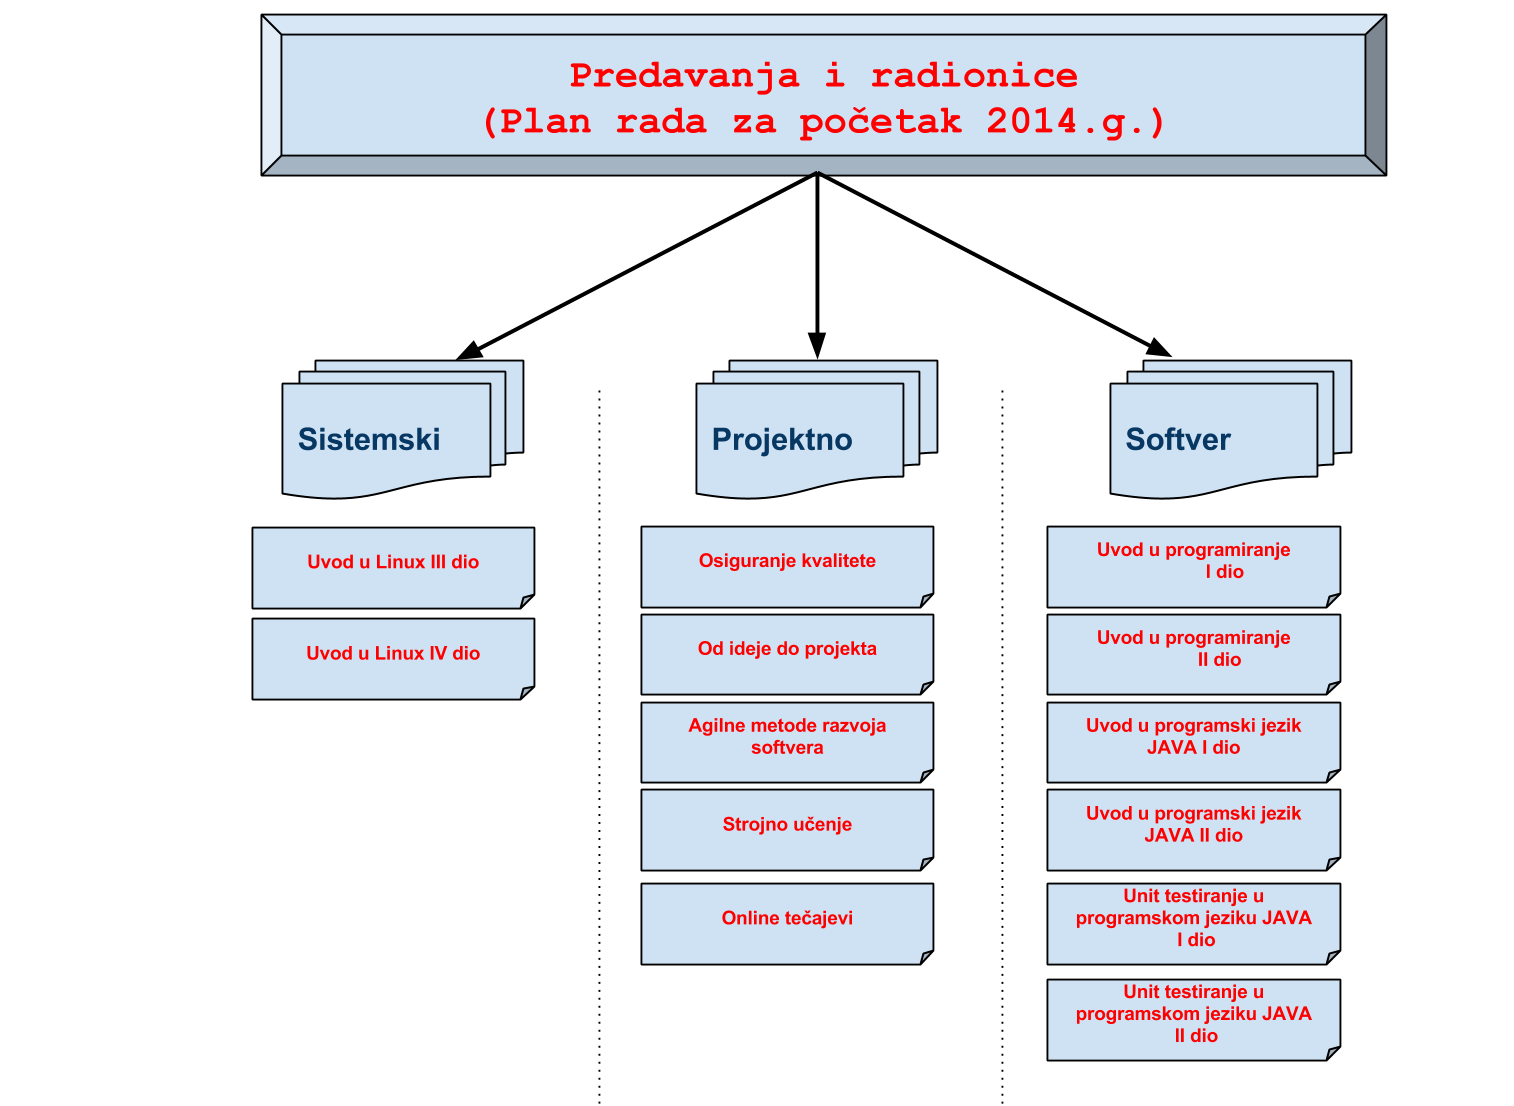 Predavanja i radionice
(Plan rada za početak 2014.g.)
Sistemski
Uvod u Linux III dio
Uvod u Linux IV dio
Projektno
Osiguranje kvalitete
Od ideje do projekta
Agilne metode razvoja
softvera
Strojno učenje
Online tečajevi
Softver
Uvod u programiranje
I dio
Uvod u programiranje
II dio
Uvod u programski jezik
JAVA I dio
Uvod u programski jezik
JAVA II dio
Unit testiranje u
programskom jeziku JAVA
I dio
Unit testiranje u
programskom jeziku JAVA
II dio